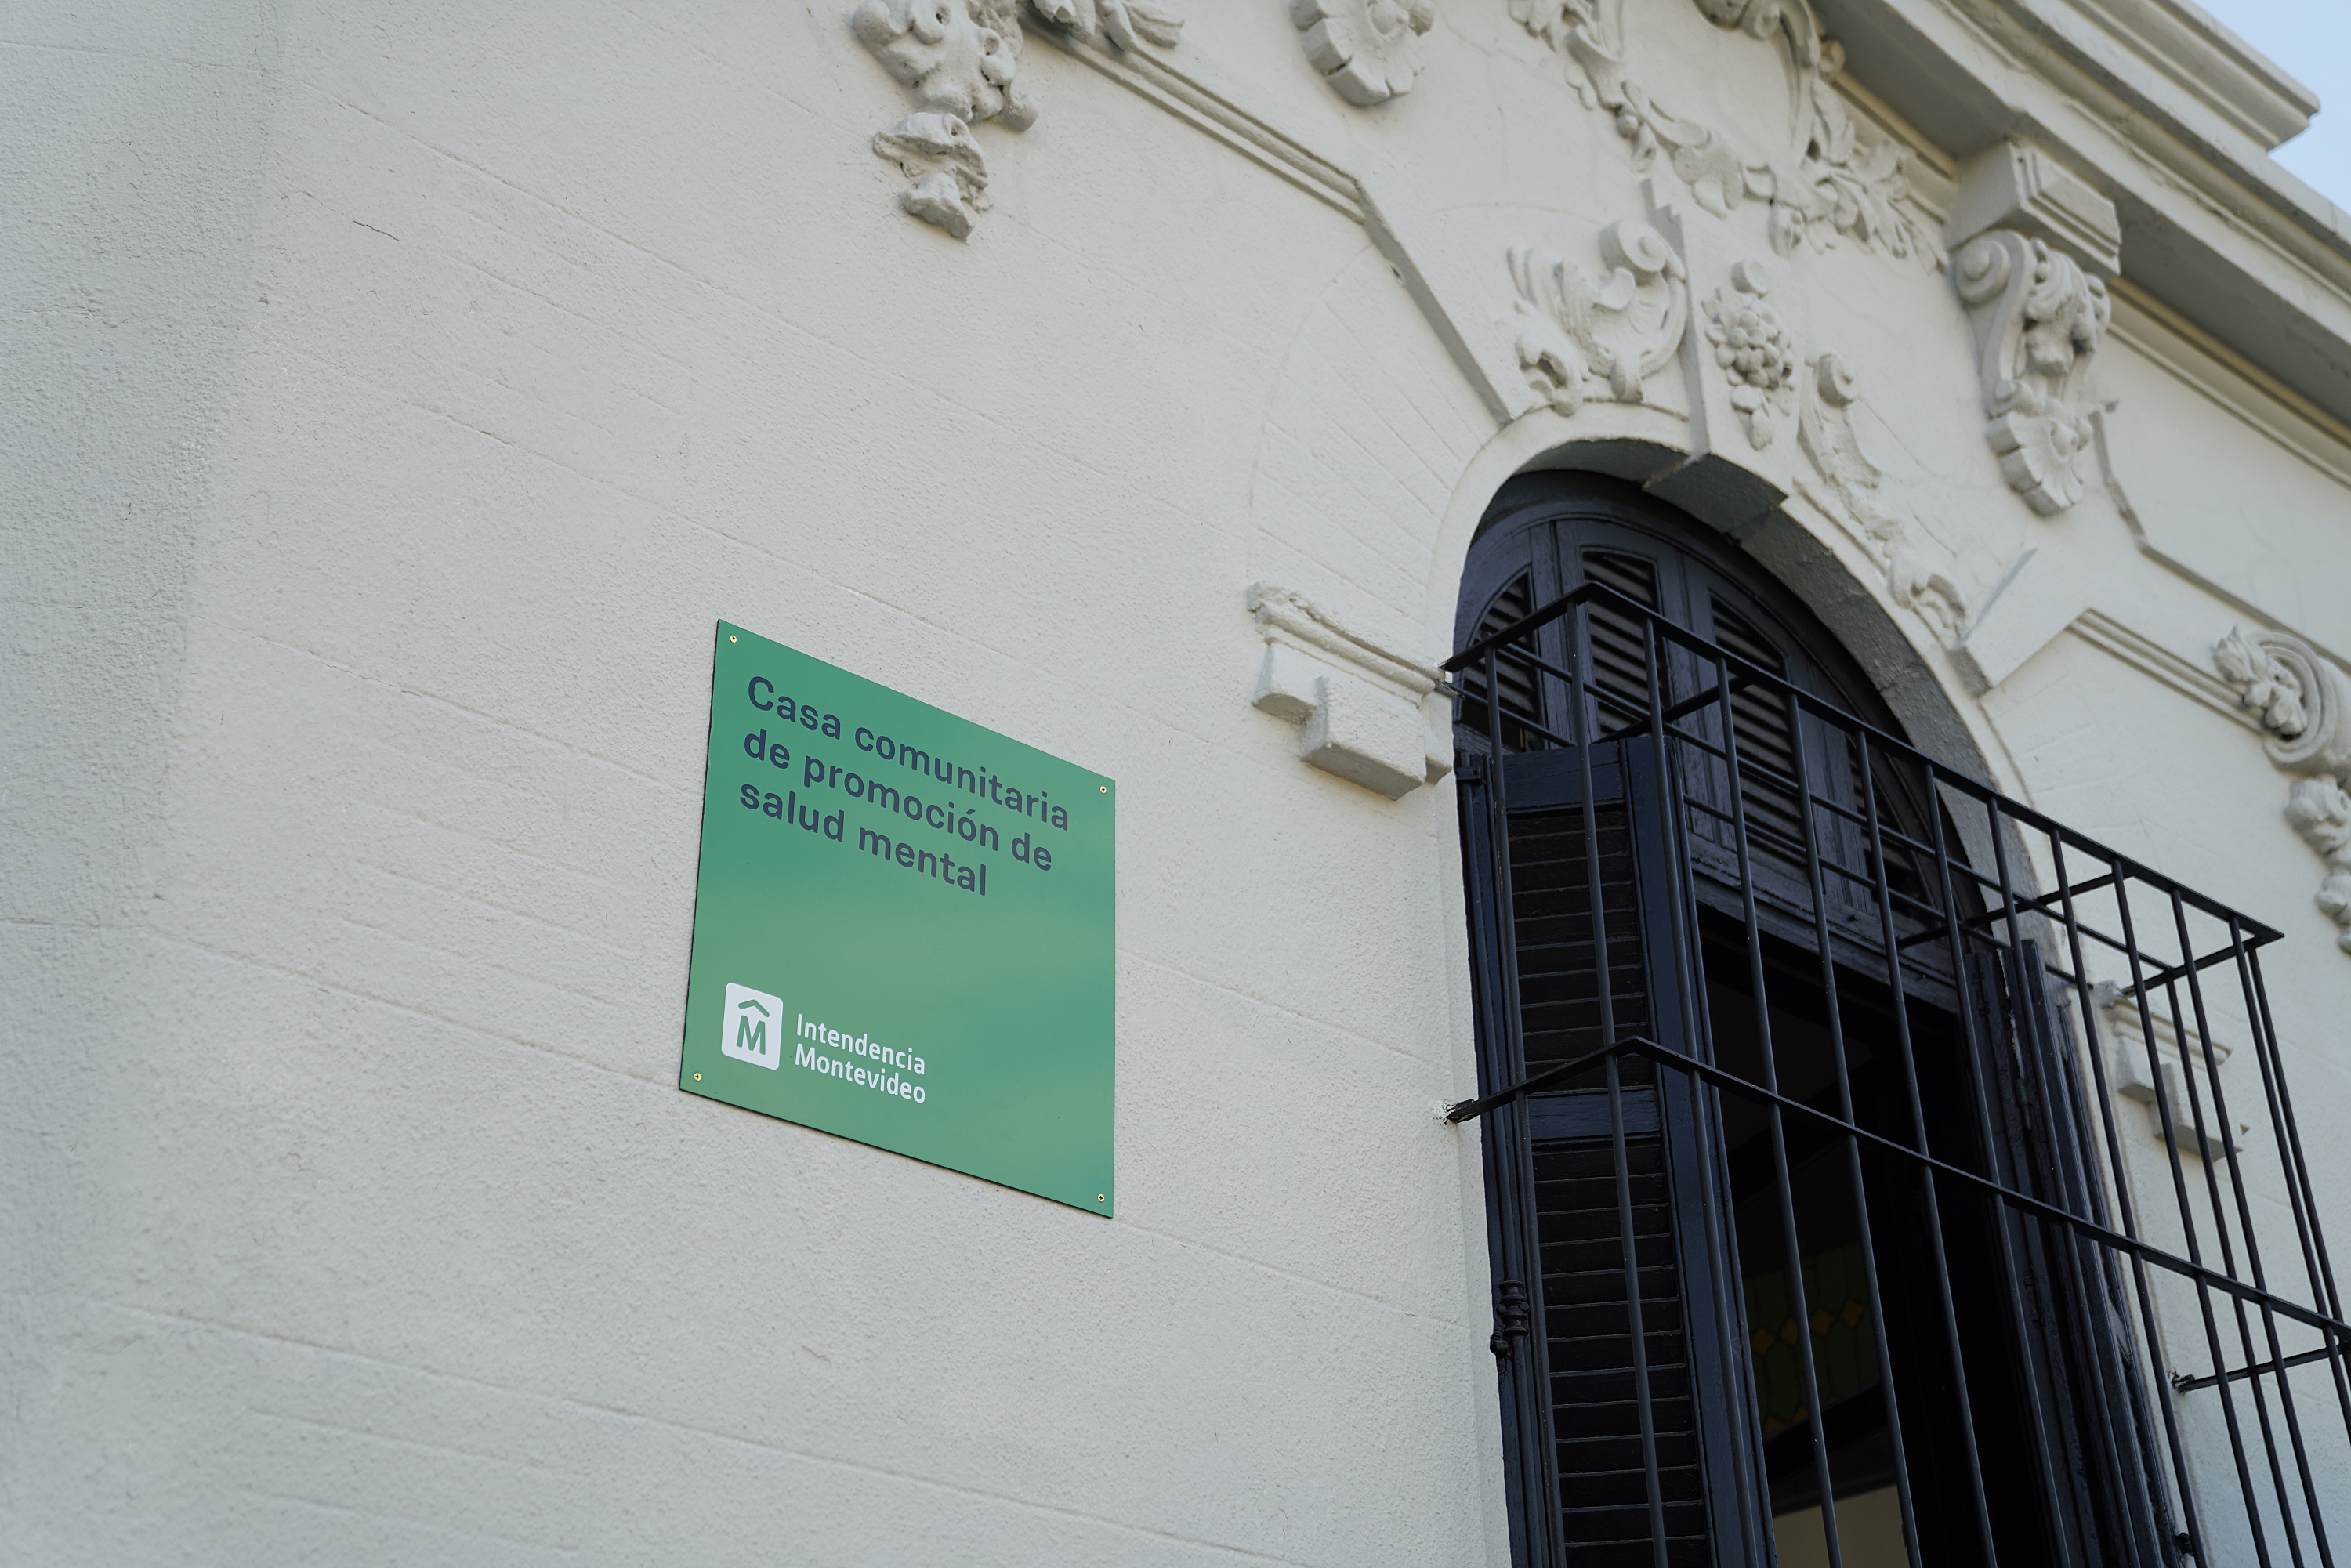 Casa comunitaria
de promoción de
salud mental
M
Intendencia
Montevideo